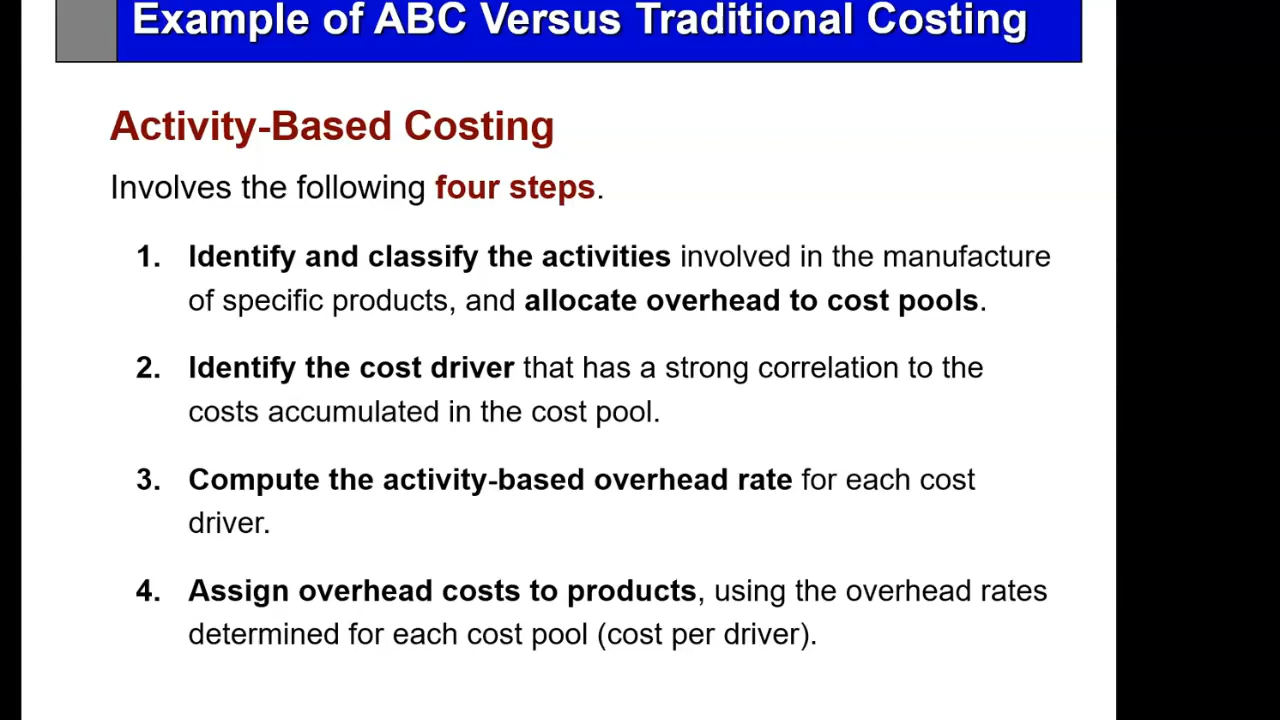 Example of ABC Versus Traditional Costing
Activity-Based Costing
Involves the following four steps.
1. Identify and classify the activities involved in the manufacture
of specific products, and allocate overhead to cost pools.
2. Identify the cost driver that has a strong correlation to the
costs accumulated in the cost pool.
3. Compute the activity-based overhead rate for each cost
driver.
4. Assign overhead costs to products, using the overhead rates
determined for each cost pool (cost per driver).